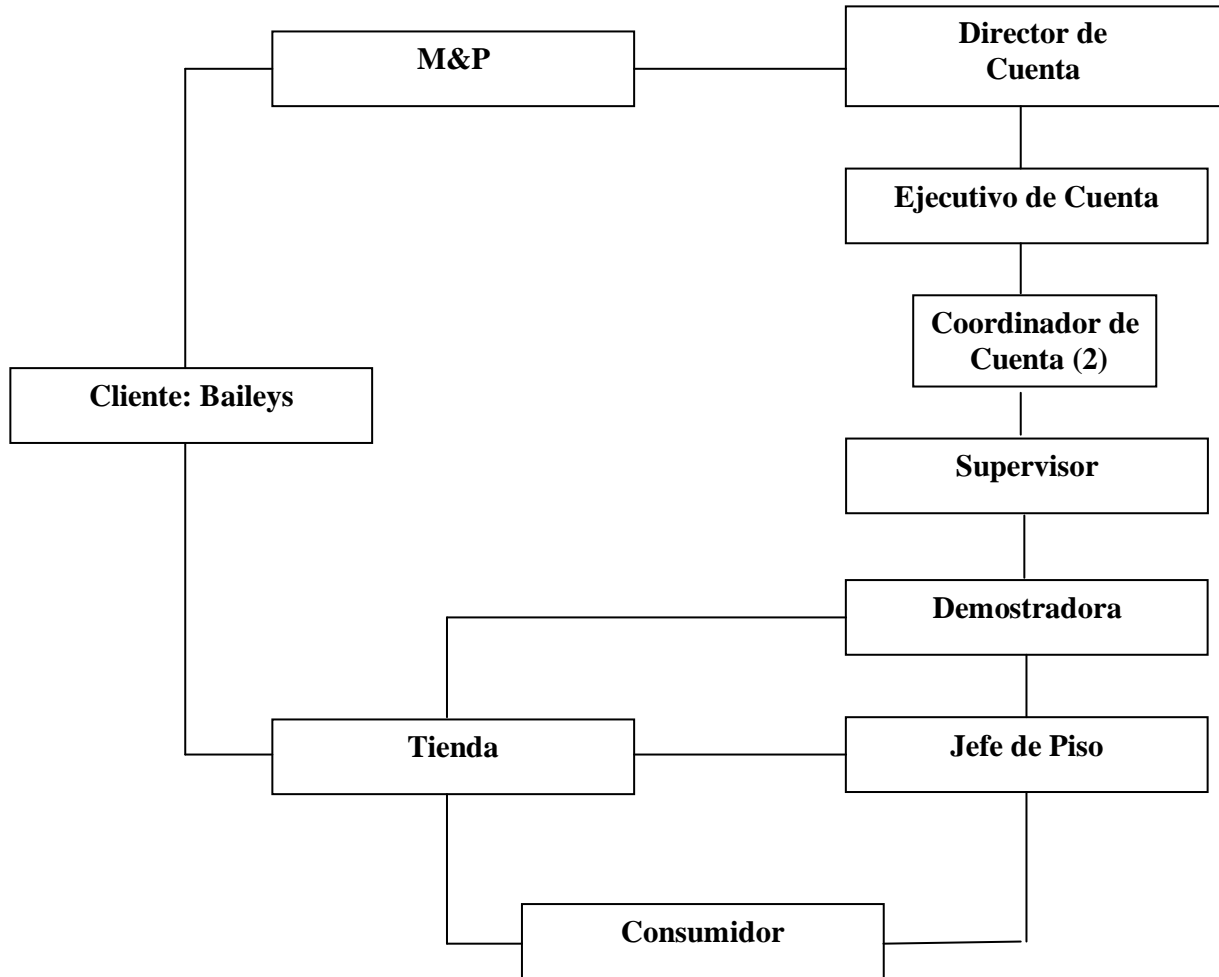 M&P
Director de
Cuenta
Ejecutivo de Cuenta
Coordinador de
Cuenta (2)
Cliente: Baileys
Supervisor
Demostradora
Tienda
Jefe de Piso
Consumidor